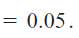 = 0.05.